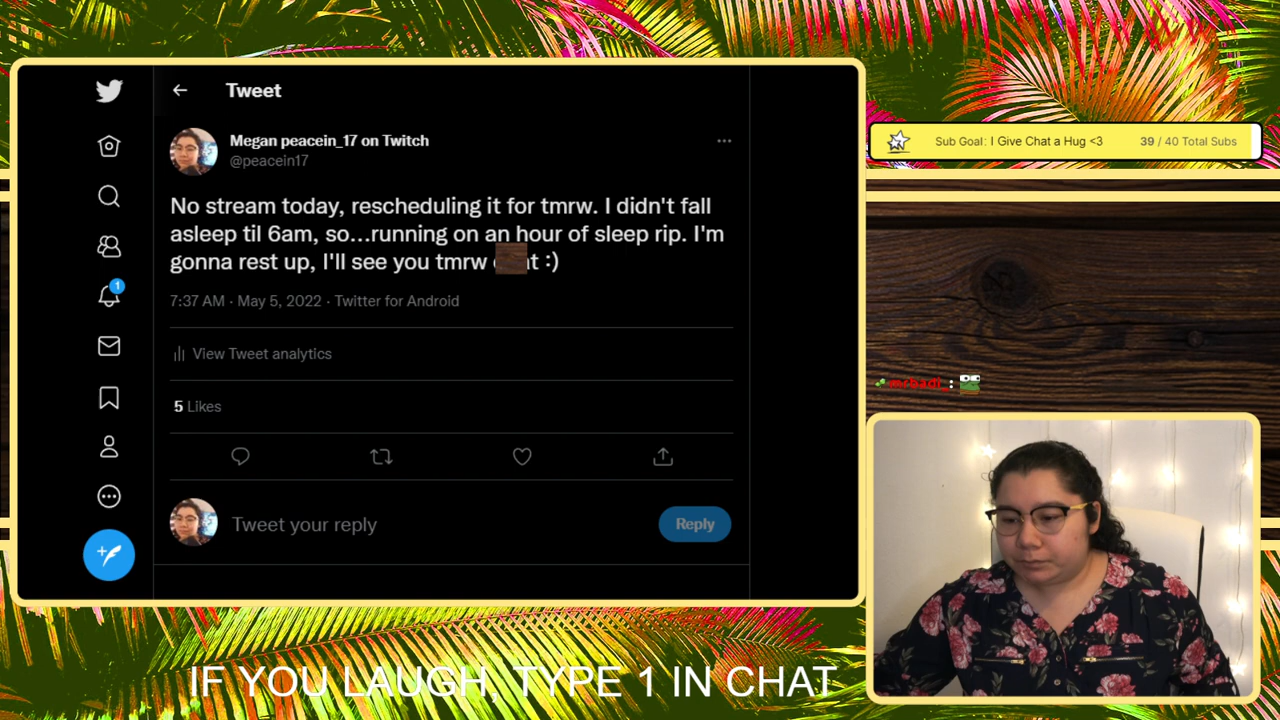 Tweet
Megan peacein_17 on Twitch
@peacein17
No stream today, rescheduling it for tmrw. I didn't fall
asleep til 6am, so...running on an hour of sleep rip. I'm
gonna rest up, I'll see you tmrw :)
7:37 AM · May 5, 2022 · Twitter for Android
View Tweet analytics
5 Likes
Tweet your reply
Reply
1
Sub Goal: I Give Chat a Hug <3
39 / 40 Total Subs
mrbadi_:
IF YOU LAUGH, TYPE 1 IN CHAT